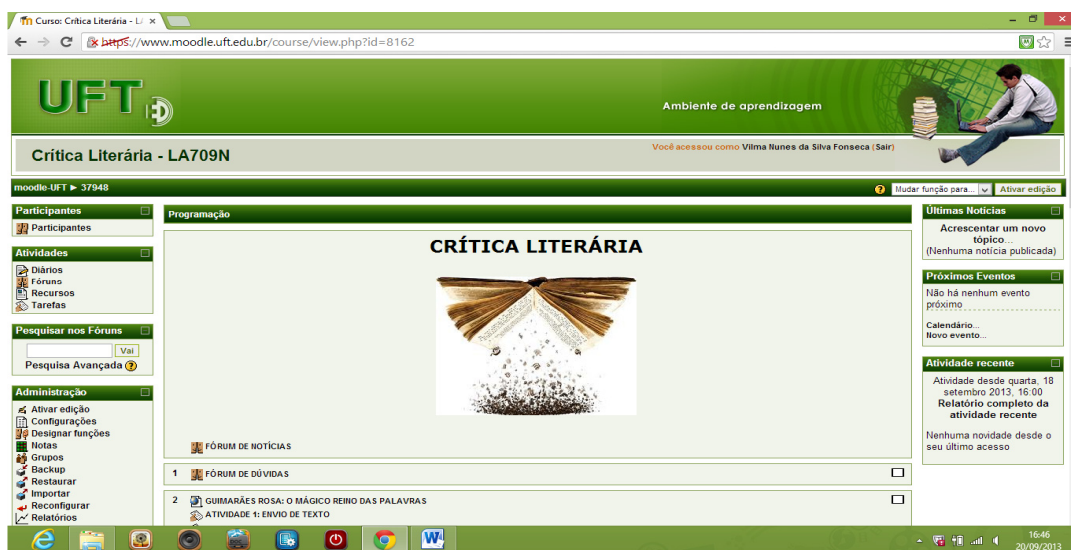 Curso: Crítica Literária - L
https://www.moodle.uft.edu.br/course/view.php?id=8162
UFT
Ambiente de aprendizagem
Crítica Literária - LA709N
Você acessou como Vilma Nunes da Silva Fonseca (Sair)
moodle-UFT ► 37948
Mudar função para...
Ativar edição
Participantes
Participantes
Atividades
Diários
Fóruns
Recursos
Tarefas
Pesquisar nos Fóruns
Vai
Pesquisa Avançada
Administração
Ativar edição
Configurações
Designar funções
Notas
Grupos
Backup
Restaurar
Importar
Reconfigurar
Relatórios
Programação
CRÍTICA LITERÁRIA
FÓRUM DE NOTÍCIAS
1 FÓRUM DE DÚVIDAS
2 GUIMARÃES ROSA: O MÁGICO REINO DAS PALAVRAS
ATIVIDADE 1: ENVIO DE TEXTO
Últimas Notícias
Acrescentar um novo
tópico...
(Nenhuma notícia publicada)
Próximos Eventos
Não há nenhum evento
próximo
Calendário...
Novo evento...
Atividade recente
Atividade desde quarta, 18
setembro 2013, 16:00
Relatório completo da
atividade recente
Nenhuma novidade desde o
seu último acesso
16:46
20/09/2013